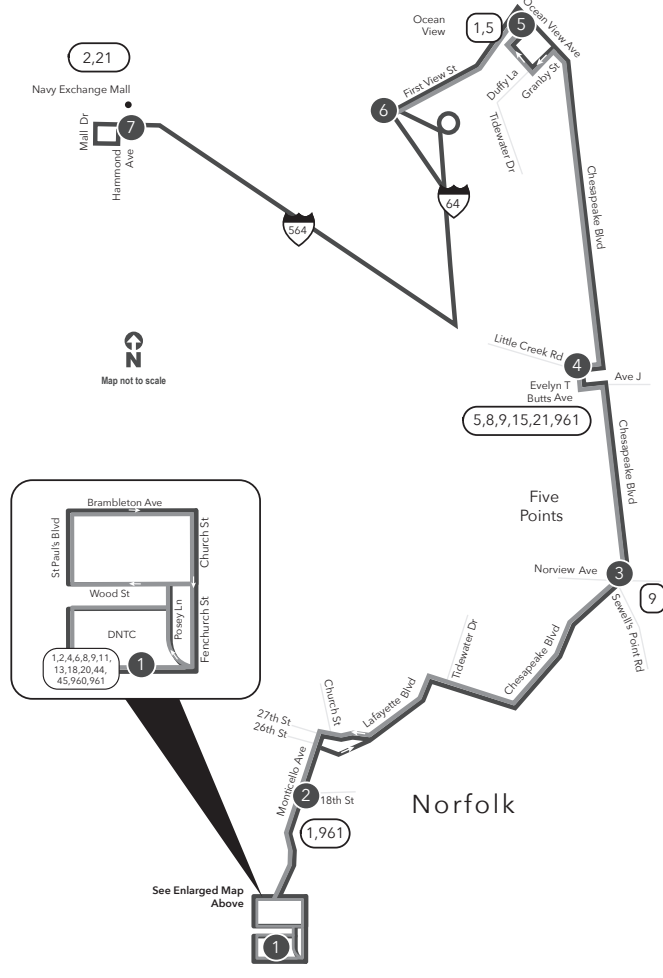 Ocean
View
1,5
5
Ocean View Ave
2,21
Navy Exchange Mall
Mall Dr
7
Hammond
Ave
First View St
6
Duffy La
Granby St
Tidewater Dr
64
564
Chesapeake Blvd
N
Map not to scale
Little Creek Rd
4
Ave J
Evelyn T
Butts Ave
5,8,9,15,21,961
Chesapeake Blvd
Five
Points
Norview Ave
3
9
Sewell's Point Rd
Brambleton Ave
St Paul's Blvd
Church St
Wood St
Posey Ln
Fenchurch St
DNTC
1
1,2,4,6,8,9,11,
13,18,20,44,
45,960,961
Tidewater Dr
Chesapeake Blvd
Church St
Lafayette Blvd
27th St
26th St
Monticello Ave
2
18th St
1,961
Norfolk
See Enlarged Map
Above
1